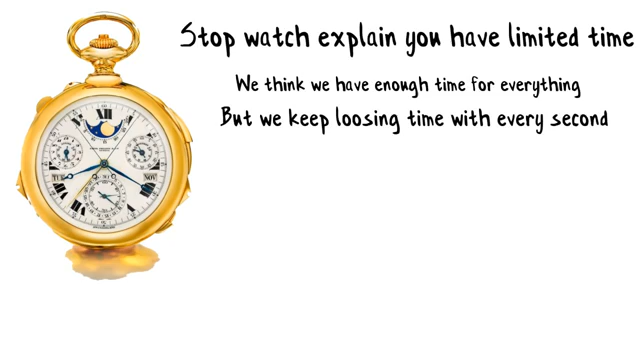 Stop watch explain you have limited time
We think we have enough time for everything
But we keep loosing time with every second
XII
TUE
NOV